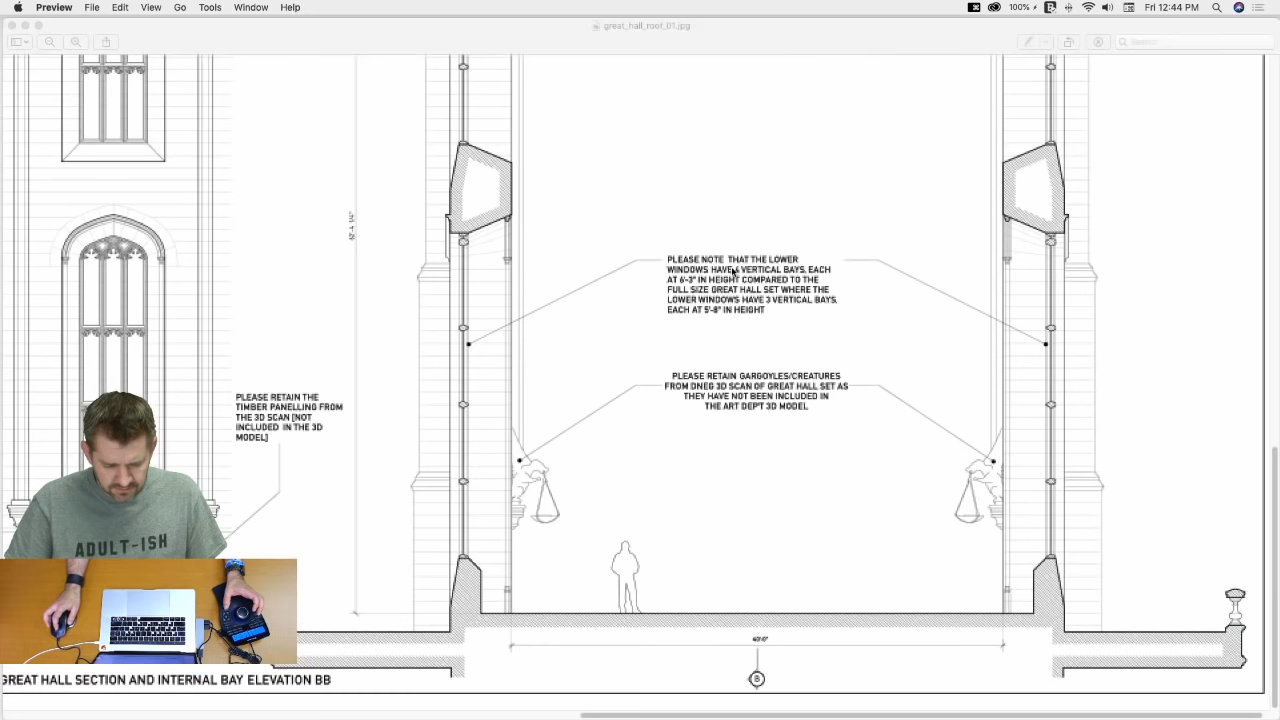 Preview File Edit View Go Tools Window Help
100% Fri 12:44 PM
great_hall_roof_01.jpg
Search
PLEASE NOTE THAT THE LOWER
WINDOWS HAVE VERTICAL BAYS, EACH
AT 6'-3" IN HEIGHT COMPARED TO THE
FULL SIZE GREAT HALL SET WHERE THE
LOWER WINDOWS HAVE 3 VERTICAL BAYS,
EACH AT 5'-8" IN HEIGHT
PLEASE RETAIN GARGOYLES/CREATURES
FROM DNEG 3D SCAN OF GREAT HALL SET AS
THEY HAVE NOT BEEN INCLUDED IN
THE ART DEP'T 3D MODEL
PLEASE RETAIN THE
TIMBER PANELLING FROM
THE 3D SCAN [NOT
INCLUDED IN THE 3D
MODEL]
ADULT-ISH
40'-0"
B
GREAT HALL SECTION AND INTERNAL BAY ELEVATION BB